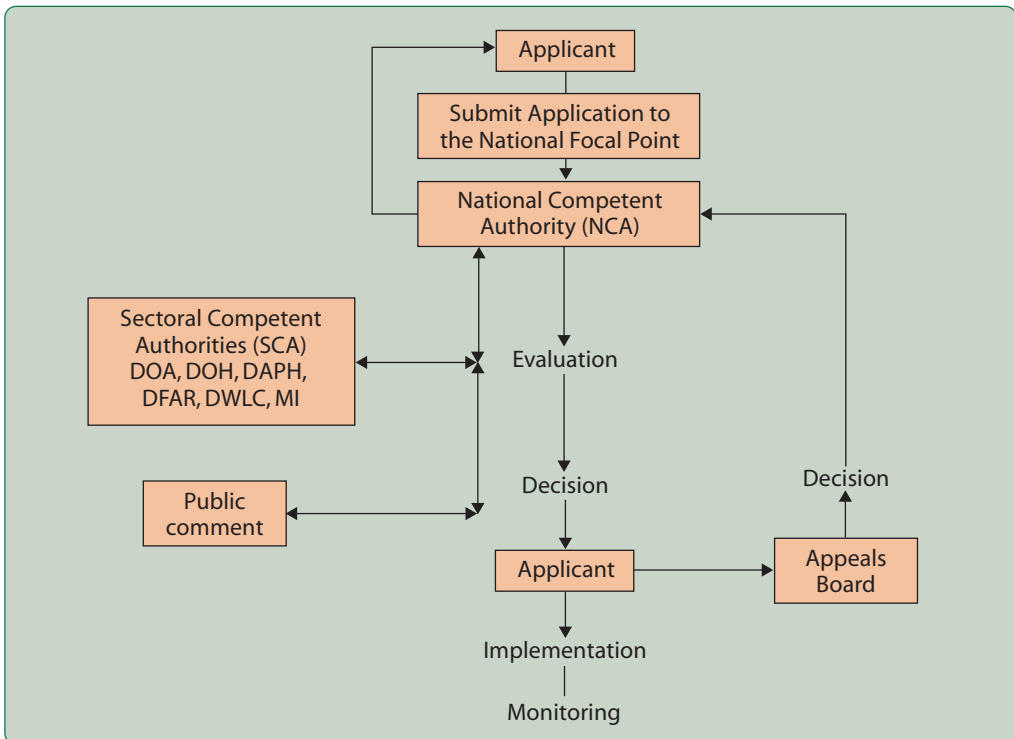 Applicant
Submit Application to
the National Focal Point
National Competent
Authority (NCA)
Sectoral Competent
Authorities (SCA)
DOA, DOH, DAPH,
DFAR, DWLC, MI
Evaluation
Public
comment
Decision
Decision
Applicant
Appeals
Board
Implementation
Monitoring